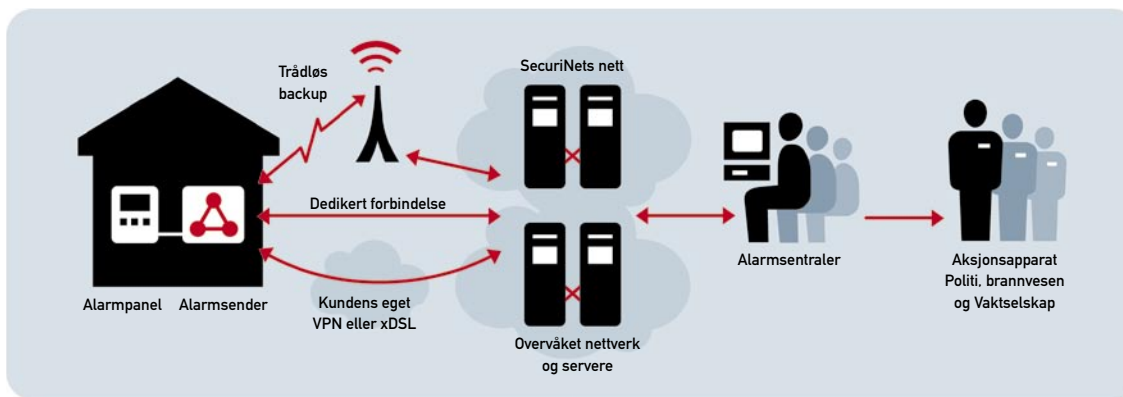 Trådløs
backup
SecuriNets nett
Dedikert forbindelse
Alarmpanel
Alarmsender
Kundens eget
VPN eller xDSL
Overvåket nettverk
og servere
Alarmsentraler
Aksjonsapparat
Politi, brannvesen
og Vaktselskap